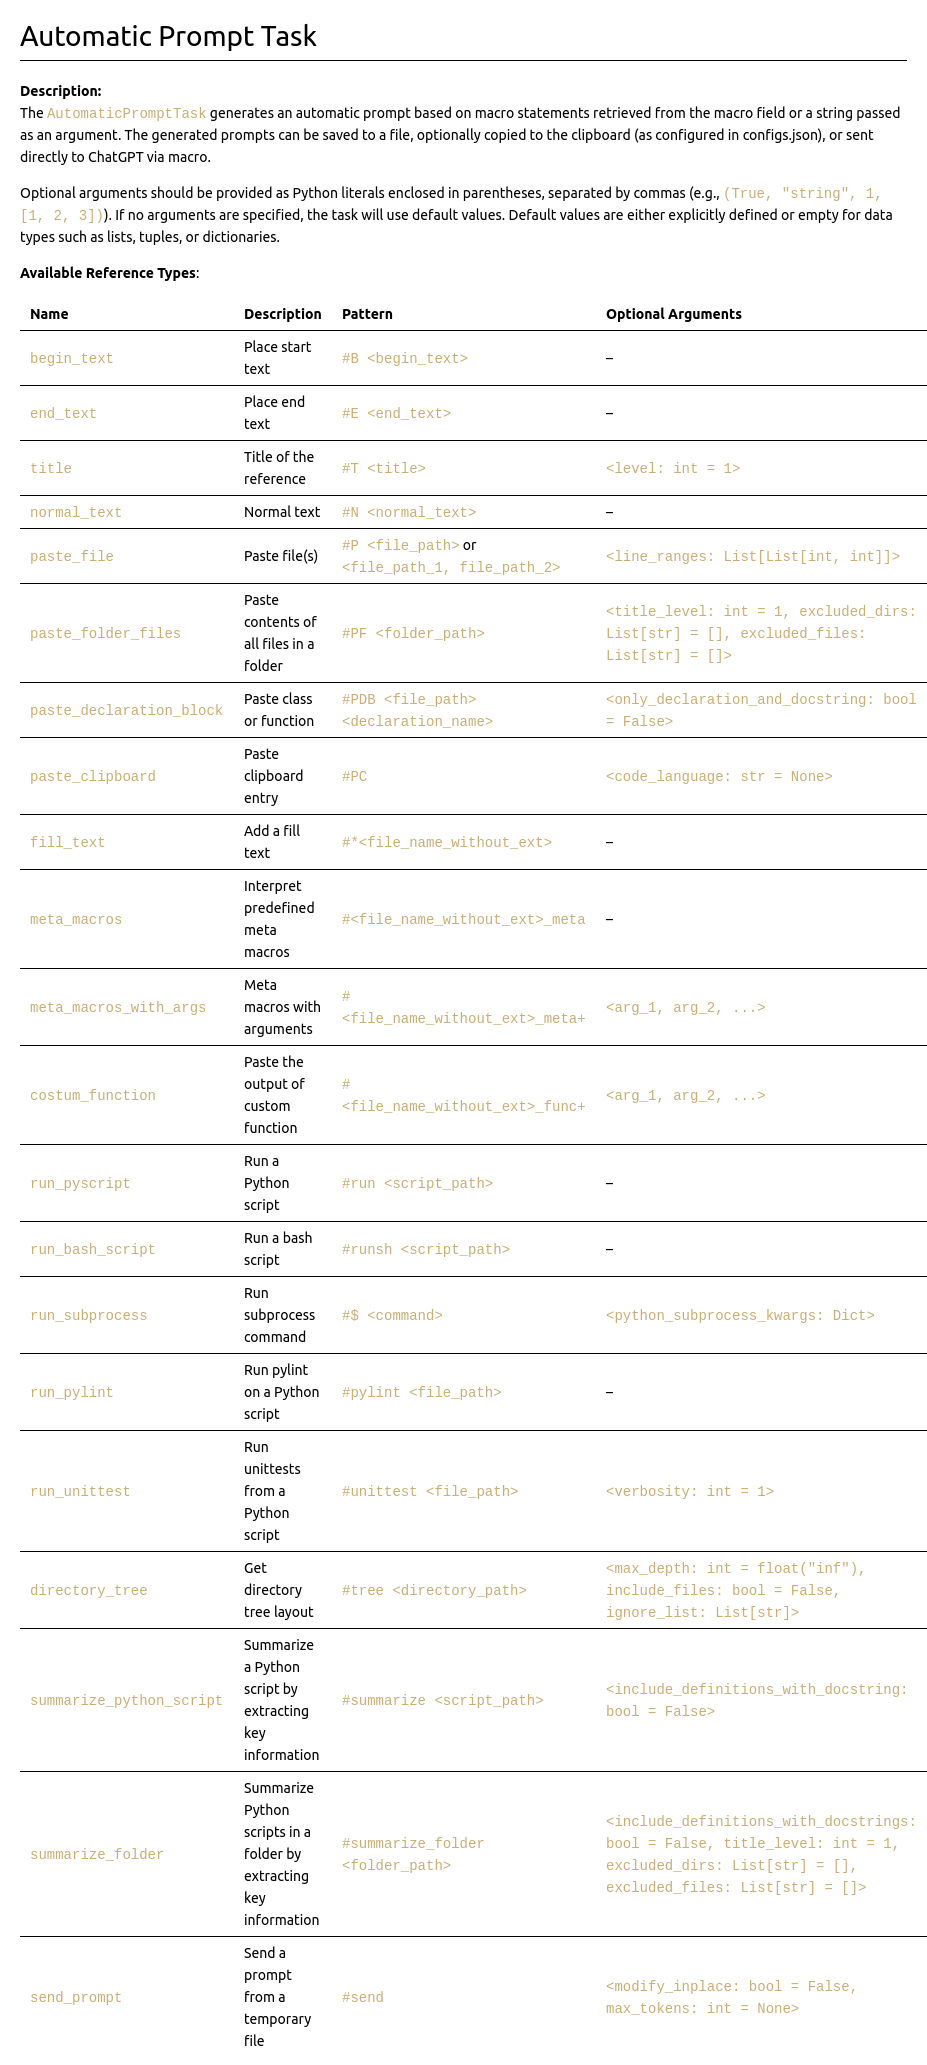 Automatic Prompt Task
Description:
The AutomaticPromptTask generates an automatic prompt based on macro statements retrieved from the macro field or a string passed
as an argument. The generated prompts can be saved to a file, optionally copied to the clipboard (as configured in configs.json), or sent
directly to ChatGPT via macro.
Optional arguments should be provided as Python literals enclosed in parentheses, separated by commas (e.g., (True, "string", 1,
[1, 2, 3])). If no arguments are specified, the task will use default values. Default values are either explicitly defined or empty for data
types such as lists, tuples, or dictionaries.
Available Reference Types:
Name Description Pattern Optional Arguments
begin_text
Place start
text
#B <begin_text>
–
end_text
Place end
text
#E <end_text>
–
title
Title of the
reference
#T <title>
<level: int = 1>
normal_text
Normal text
#N <normal_text>
–
paste_file
Paste file(s)
#P <file_path> or
<file_path_1, file_path_2>
<line_ranges: List[List[int, int]]>
paste_folder_files
Paste
contents of
all files in a
folder
#PF <folder_path>
<title_level: int = 1, excluded_dirs:
List[str] = [], excluded_files:
List[str] = []>
paste_declaration_block
Paste class
or function
#PDB <file_path>
<declaration_name>
<only_declaration_and_docstring: bool
= False>
paste_clipboard
Paste
clipboard
entry
#PC
<code_language: str = None>
fill_text
Add a fill
text
#*<file_name_without_ext>
–
meta_macros
Interpret
predefined
meta
macros
#<file_name_without_ext>_meta
–
meta_macros_with_args
Meta
macros with
arguments
#
<file_name_without_ext>_meta+
<arg_1, arg_2, ...>
costum_function
Paste the
output of
custom
function
#
<file_name_without_ext>_func+
<arg_1, arg_2, ...>
run_pyscript
Run a
Python
script
#run <script_path>
–
run_bash_script
Run a bash
script
#runsh <script_path>
–
run_subprocess
Run
subprocess
command
#$ <command>
<python_subprocess_kwargs: Dict>
run_pylint
Run pylint
on a Python
script
#pylint <file_path>
–
run_unittest
Run
unittests
from a
Python
script
#unittest <file_path>
<verbosity: int = 1>
directory_tree
Get
directory
tree layout
#tree <directory_path>
<max_depth: int = float("inf"),
include_files: bool = False,
ignore_list: List[str]>
summarize_python_script
Summarize
a Python
script by
extracting
key
information
#summarize <script_path>
<include_definitions_with_docstring:
bool = False>
summarize_folder
Summarize
Python
scripts in a
folder by
extracting
key
information
#summarize_folder
<folder_path>
<include_definitions_with_docstrings:
bool = False, title_level: int = 1,
excluded_dirs: List[str] = [],
excluded_files: List[str] = []>
send_prompt
Send a
prompt
from a
temporary
file
#send
<modify_inplace: bool = False,
max_tokens: int = None>